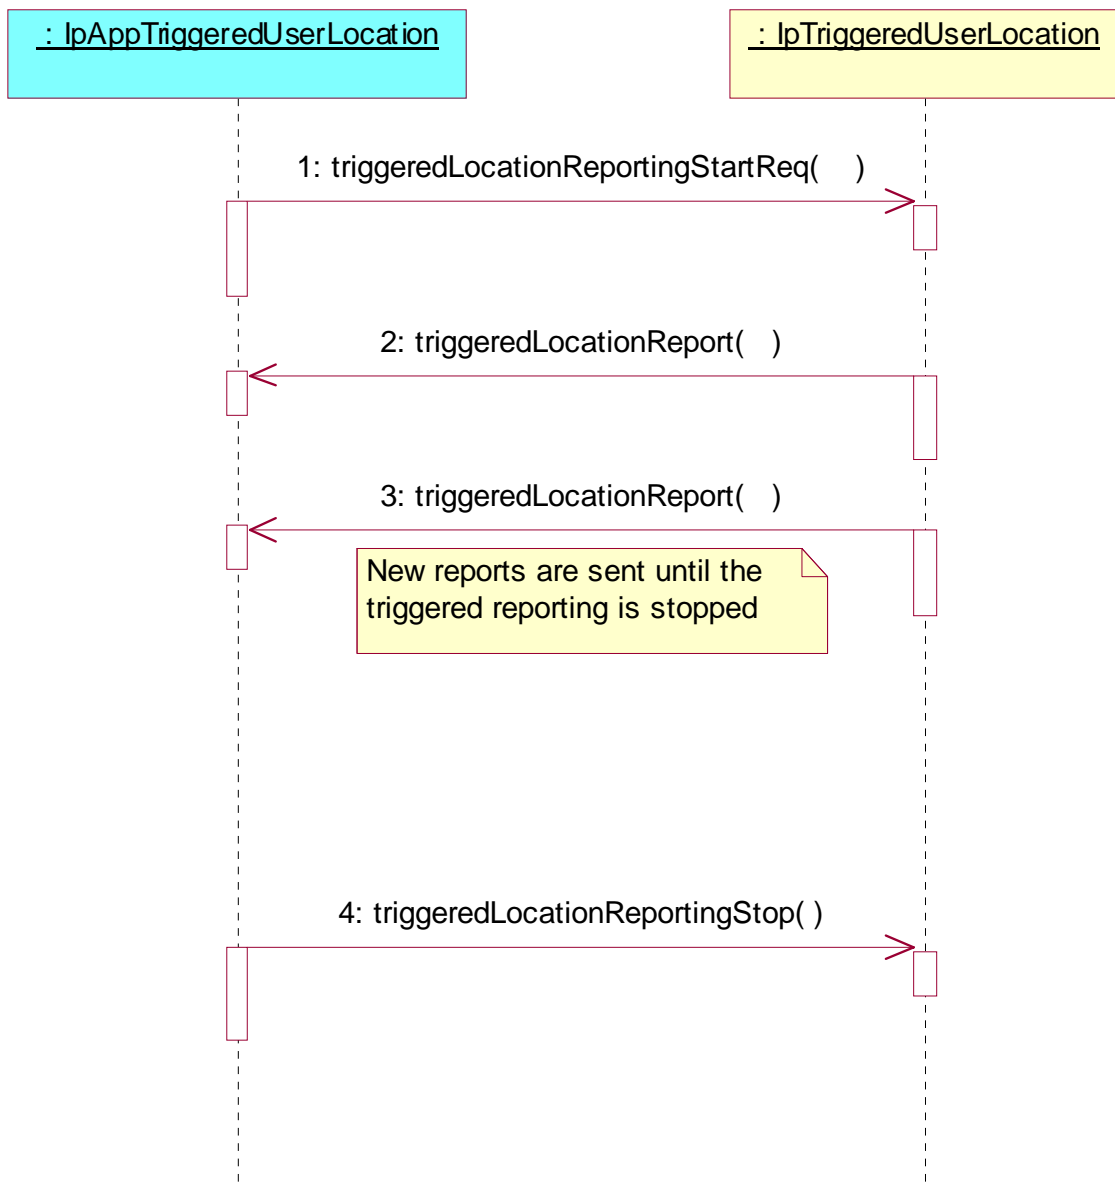 : IpAppTriggeredUserLocation
: IpTriggeredUserLocation
1: triggeredLocationReportingStartReq( )
2: triggeredLocationReport( )
3: triggeredLocationReport( )
New reports are sent until the
triggered reporting is stopped
4: triggeredLocationReportingStop( )